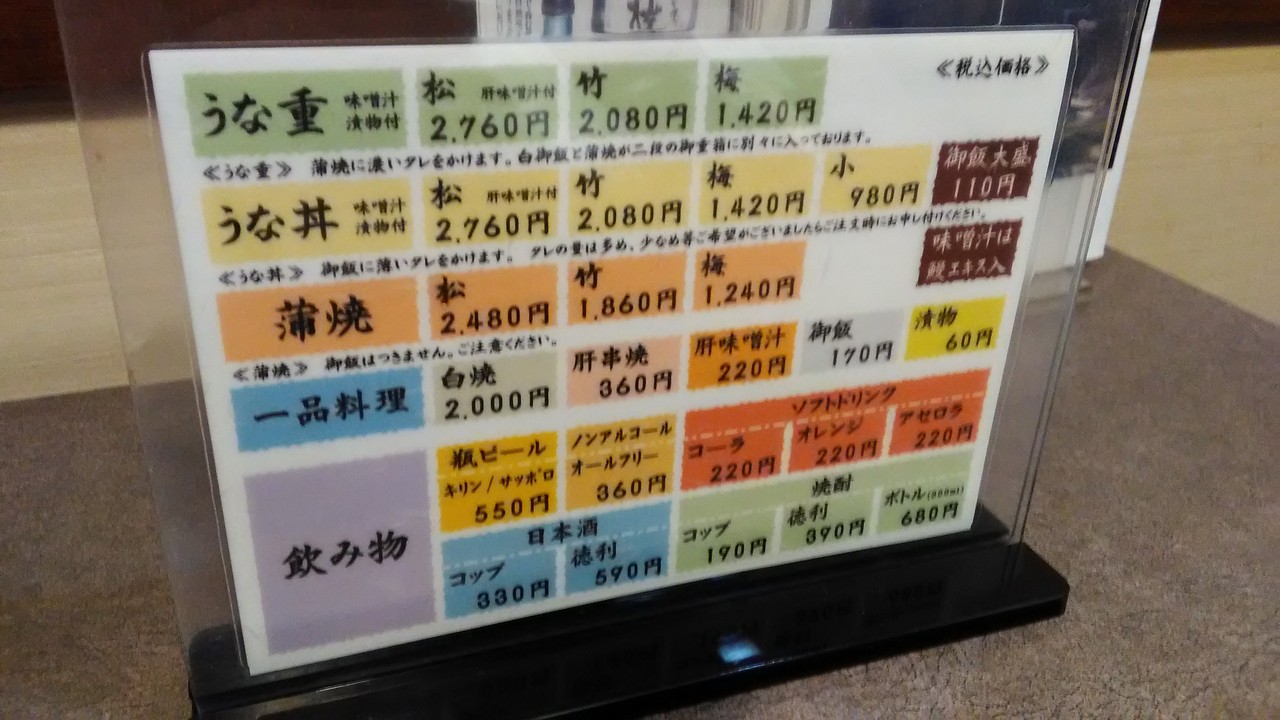 ≪税込価格≫
うな重 味噌汁 漬物付 松 肝味噌汁付 2,760円 竹 2,080円 梅 1,420円
≪うな重≫ 蒲焼に濃いタレをかけます。白御飯と蒲焼が二段の御重箱に別々に入っております。
うな丼 味噌汁 漬物付 松 肝味噌汁付 2,760円 竹 2,080円 梅 1,420円 小 980円
御飯大盛 110円
≪うな丼≫ 御飯に薄いタレをかけます。 タレの量は多め、少なめ等ご希望がございましたらご注文時にお申し付けください。
味噌汁は
鰻エキス入
蒲焼 松 2,480円 竹 1,860円 梅 1,240円
≪蒲焼≫ 御飯はつきません。ご注意ください。
一品料理 白焼 2,000円 肝串焼 360円 肝味噌汁 220円 御飯 170円 漬物 60円
飲み物
瓶ビール
キリン/サッポロ
550円
ノンアルコール
オールフリー
360円
ソフトドリンク
コーラ 220円 オレンジ 220円 アセロラ 220円
日本酒
コップ 330円 徳利 590円
焼酎
コップ 190円 徳利 390円 ボトル 680円